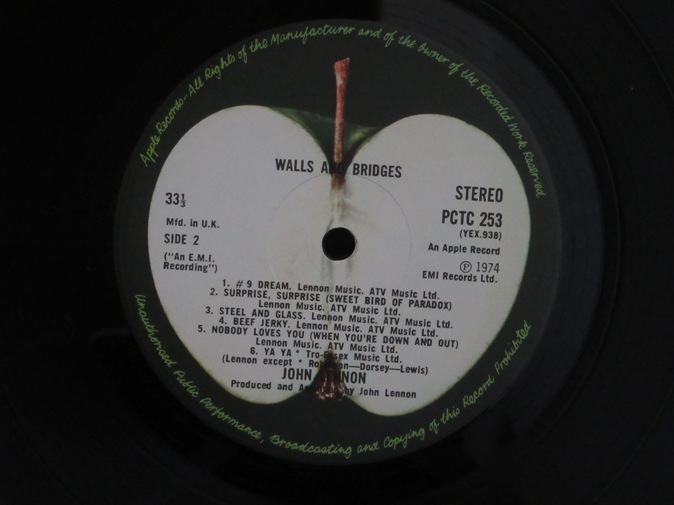 Apple Records-All Rights of the Manufacturer and of the Owner of the Recorded Work Reserved
WALLS BRIDGES
33⅓
STEREO
Mfd. in U.K.
PCTC 253
(YEX.938)
SIDE 2
An Apple Record
("An E.M.I.
Recording")
℗ 1974
EMI Records Ltd.
1. #9 DREAM. Lennon Music. ATV Music Ltd.
2. SURPRISE, SURPRISE (SWEET BIRD OF PARADOX)
Lennon Music. ATV Music Ltd.
3. STEEL AND GLASS. Lennon Music. ATV Music Ltd.
4. BEEF JERKY. Lennon Music. ATV Music Ltd.
5. NOBODY LOVES YOU (WHEN YOU'RE DOWN AND OUT)
Lennon Music. ATV Music Ltd.
6. YA YA * Music Ltd.
(Lennon except * —Dorsey—Lewis)
JOHN LENNON
Produced and by John Lennon
Unauthorised Public Performance, Broadcasting and Copying of this Record Prohibited